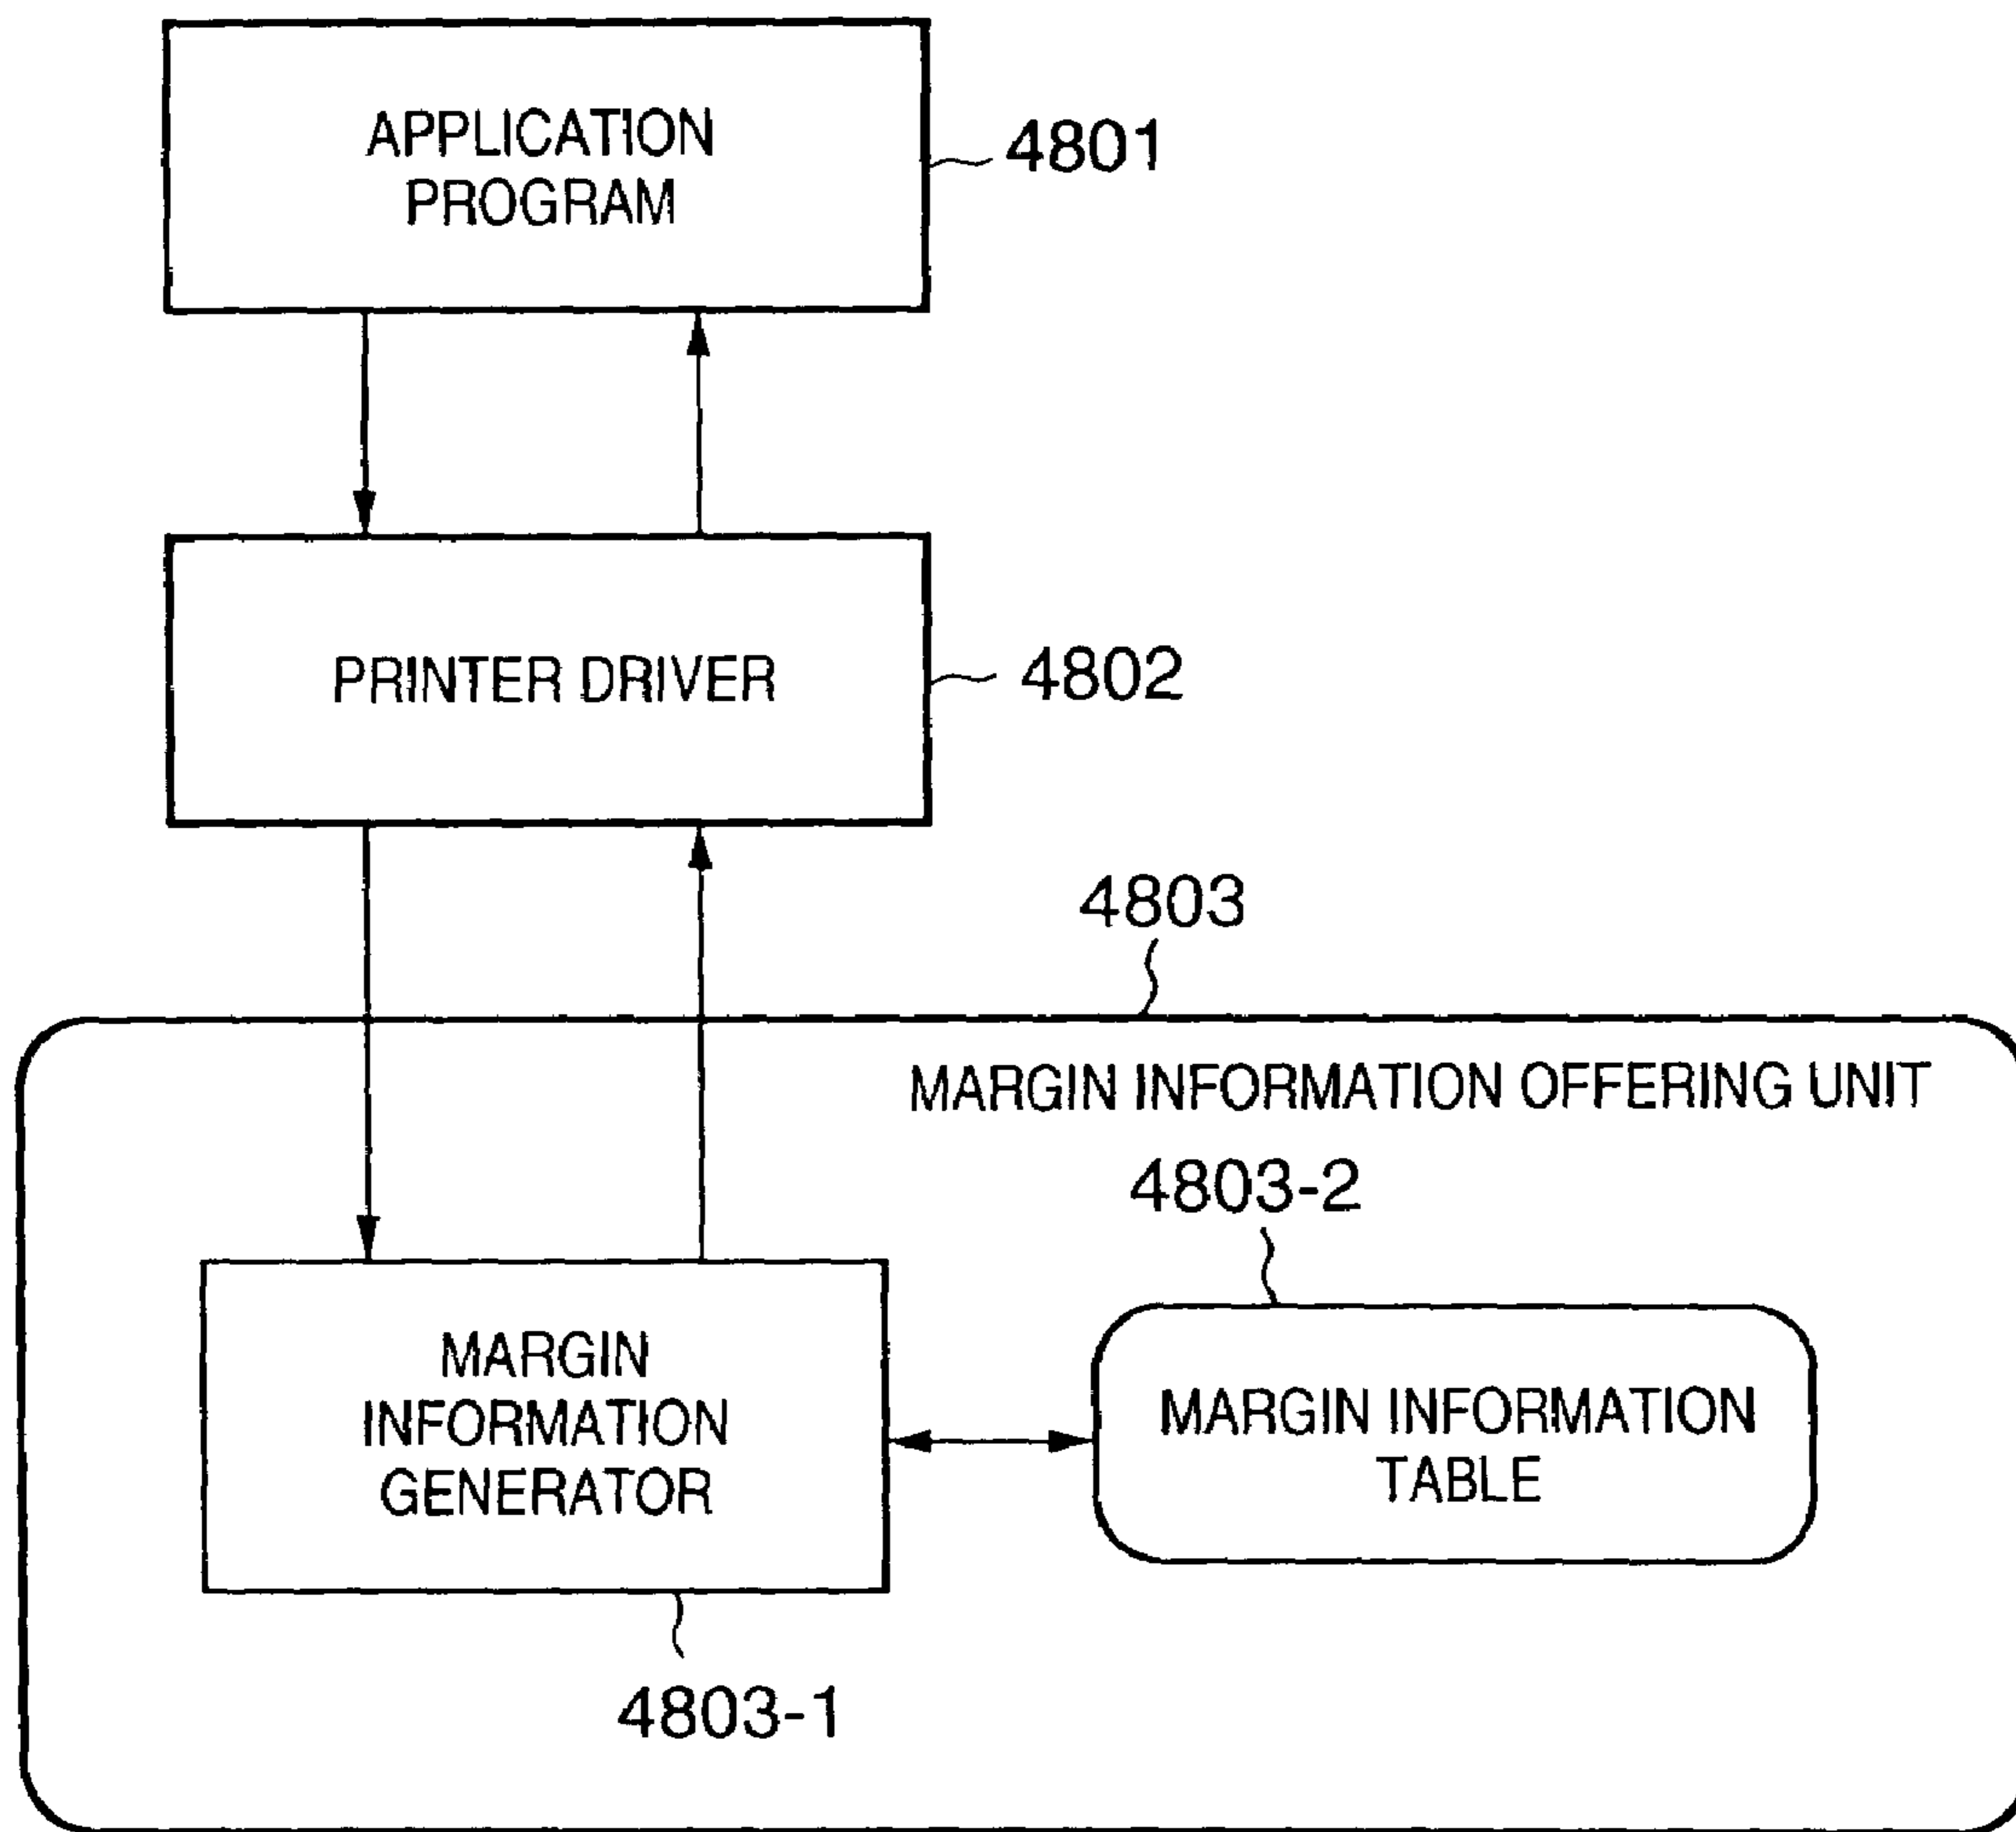 APPLICATION
PROGRAM
4801
PRINTER DRIVER
4802
4803
MARGIN INFORMATION OFFERING UNIT
4803-2
MARGIN
INFORMATION
GENERATOR
MARGIN INFORMATION
TABLE
4803-1